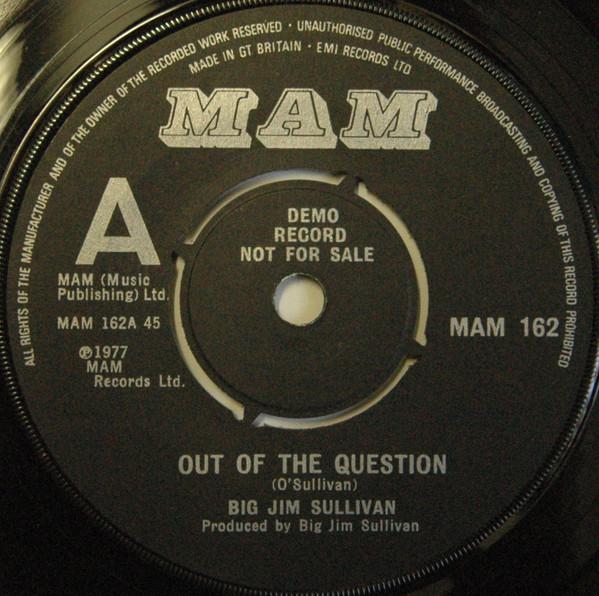 ALL RIGHTS OF THE MANUFACTURER AND OF THE OWNER OF THE RECORDED WORK RESERVED · UNAUTHORISED PUBLIC PERFORMANCE BROADCASTING AND COPYING OF THIS RECORD PROHIBITED
MADE IN GT BRITAIN · EMI RECORDS LTD
MAM
A
DEMO
RECORD
NOT FOR SALE
MAM (Music
Publishing) Ltd.
MAM 162A 45
℗1977
MAM
Records Ltd.
MAM 162
OUT OF THE QUESTION
(O'Sullivan)
BIG JIM SULLIVAN
Produced by Big Jim Sullivan